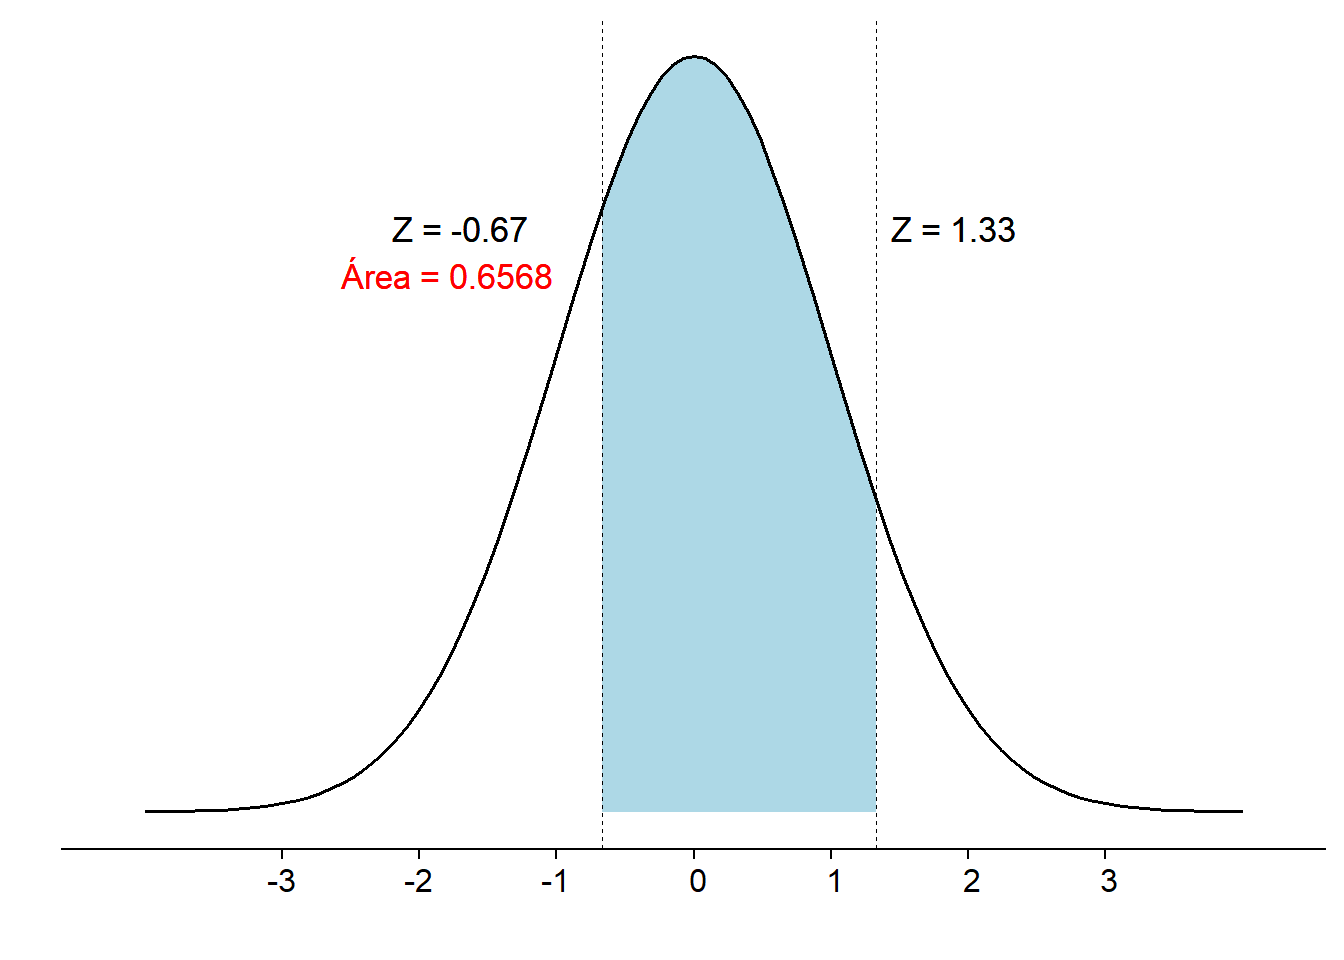 Z = -0.67
Área = 0.6568
Z = 1.33
-3 -2 -1 0 1 2 3